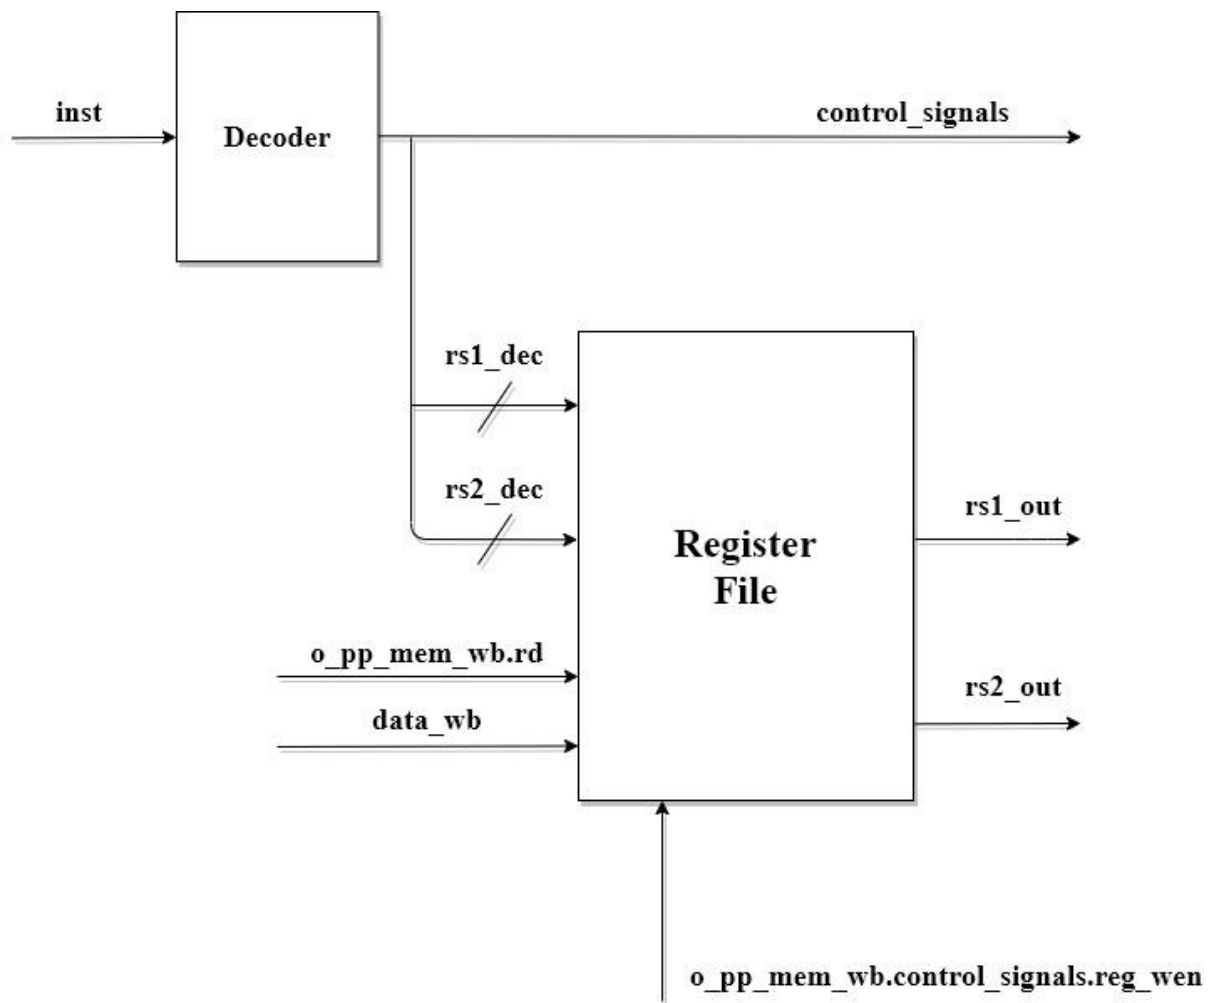 inst
Decoder
control_signals
rs1_dec
rs2_dec
Register
File
rs1_out
o_pp_mem_wb.rd
rs2_out
data_wb
o_pp_mem_wb.control_signals.reg_wen